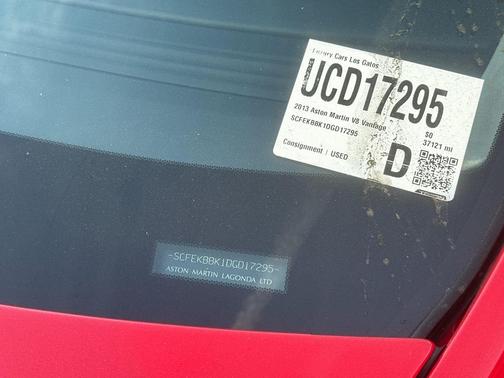 Luxury Cars Los Gatos
UCD17295
2013 Aston Martin V8 Vantage
$0
SCFEKBBK1DGD17295
37121 mi
Consignment | USED
D
-SCFEKBBK1DGD17295-
ASTON MARTIN LAGONDA LTD